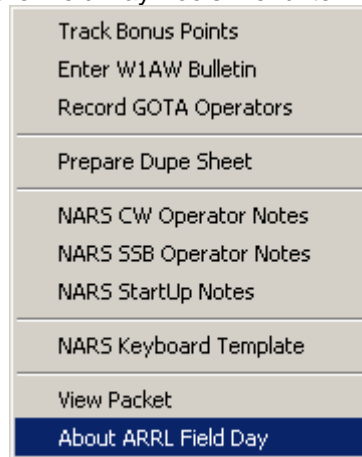 Track Bonus Points
Enter W1AW Bulletin
Record GOTA Operators
Prepare Dupe Sheet
NARS CW Operator Notes
NARS SSB Operator Notes
NARS StartUp Notes
NARS Keyboard Template
View Packet
About ARRL Field Day